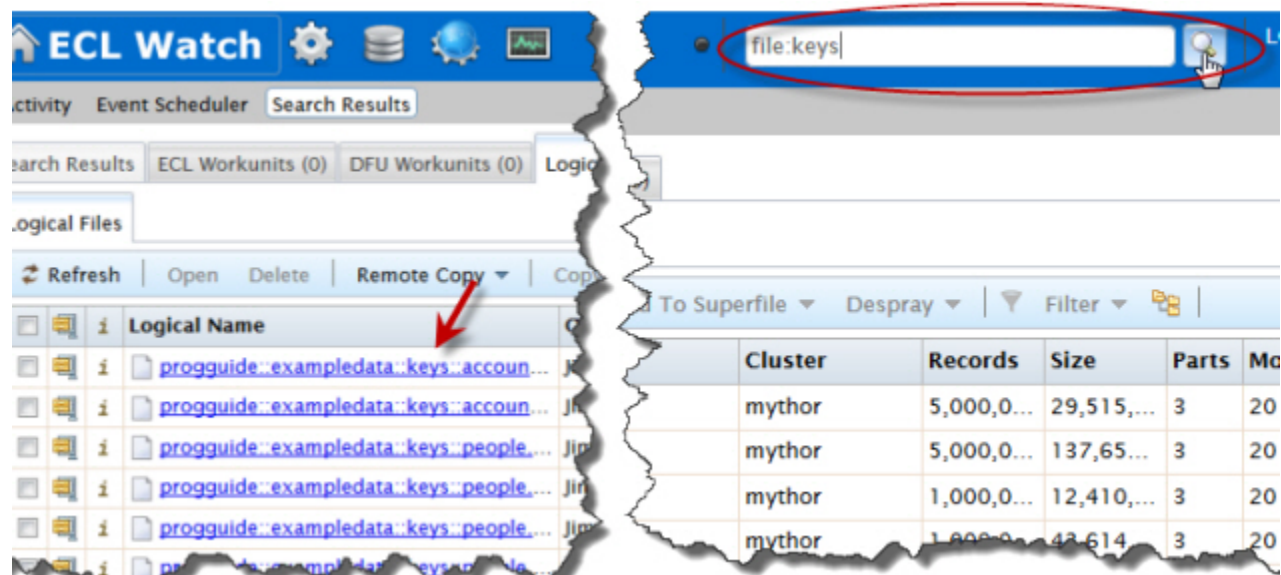 ECL Watch
file:keys
Event Scheduler Search Results
ECL Workunits (0) DFU Workunits (0)
Logical Files
Refresh Open Delete Remote Copy
To Superfile Despray Filter
i Logical Name Cluster Records Size Parts
i progguide::exampledata::keys::accoun... mythor 5,000,0... 29,515,... 3 20
i progguide::exampledata::keys::accoun... mythor 5,000,0... 137,65... 3 20
i progguide::exampledata::keys::people.... mythor 1,000,0... 12,410,... 3 20
i progguide::exampledata::keys::people.... mythor 3 20
i progguide::exampledata::keys::people....